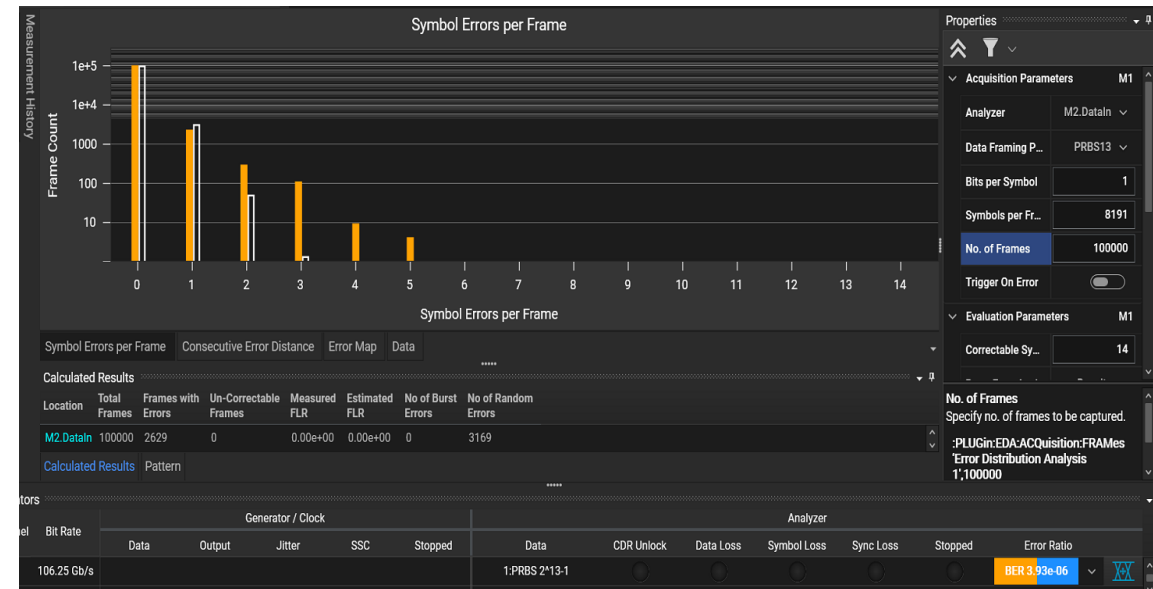 Measurement History
Symbol Errors per Frame
1e+5
1e+4
1000
100
10
Frame Count
0 1 2 3 4 5 6 7 8 9 10 11 12 13 14
Symbol Errors per Frame
Symbol Errors per Frame Consecutive Error Distance Error Map Data
Calculated Results
Location Total Frames Frames with Errors Un-Correctable Frames Measured FLR Estimated FLR No of Burst Errors No of Random Errors
M2.DataIn 100000 2629 0 0.00e+00 0.00e+00 0 3169
Calculated Results Pattern
Properties
Acquisition Parameters M1
Analyzer M2.DataIn
Data Framing P... PRBS13
Bits per Symbol 1
Symbols per Fr... 8191
No. of Frames 100000
Trigger On Error
Evaluation Parameters M1
Correctable Sy... 14
No. of Frames
Specify no. of frames to be captured.
:PLUGin:EDA:ACQuisition:FRAMes
'Error Distribution Analysis
1',100000
tors
Generator / Clock Analyzer
nel Bit Rate Data Output Jitter SSC Stopped Data CDR Unlock Data Loss Symbol Loss Sync Loss Stopped Error Ratio
106.25 Gb/s 1:PRBS 2^13-1 BER 3.93e-06